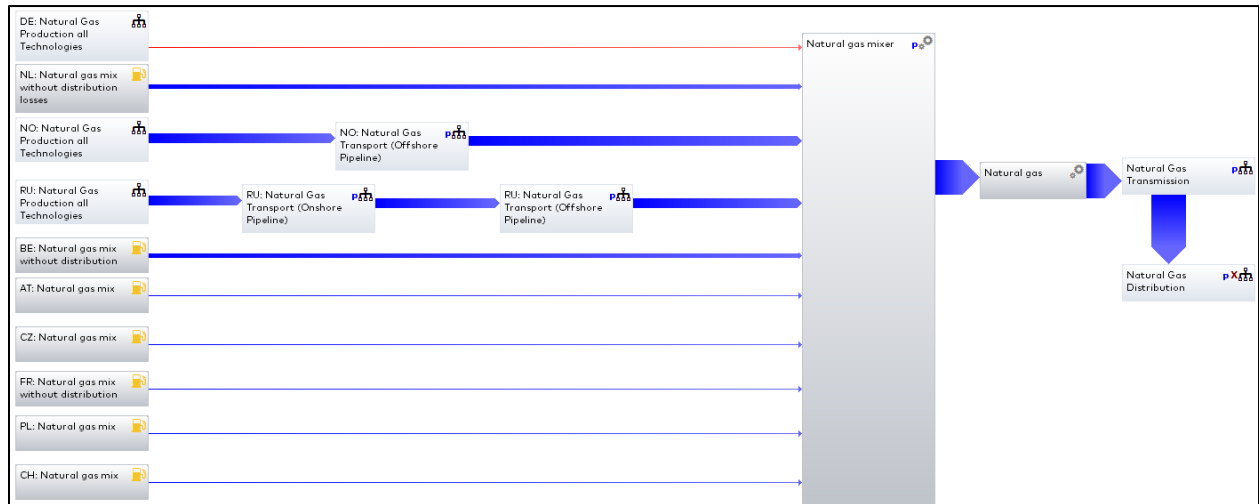 DE: Natural Gas
Production all
Technologies
NL: Natural gas mix
without distribution
losses
NO: Natural Gas
Production all
Technologies
NO: Natural Gas
Transport (Offshore
Pipeline)
p
RU: Natural Gas
Production all
Technologies
RU: Natural Gas
Transport (Onshore
Pipeline)
p
RU: Natural Gas
Transport (Offshore
Pipeline)
p
BE: Natural gas mix
without distribution
AT: Natural gas mix
CZ: Natural gas mix
FR: Natural gas mix
without distribution
PL: Natural gas mix
CH: Natural gas mix
Natural gas mixer
p
Natural gas
Natural Gas
Transmission
p
Natural Gas
Distribution
p X